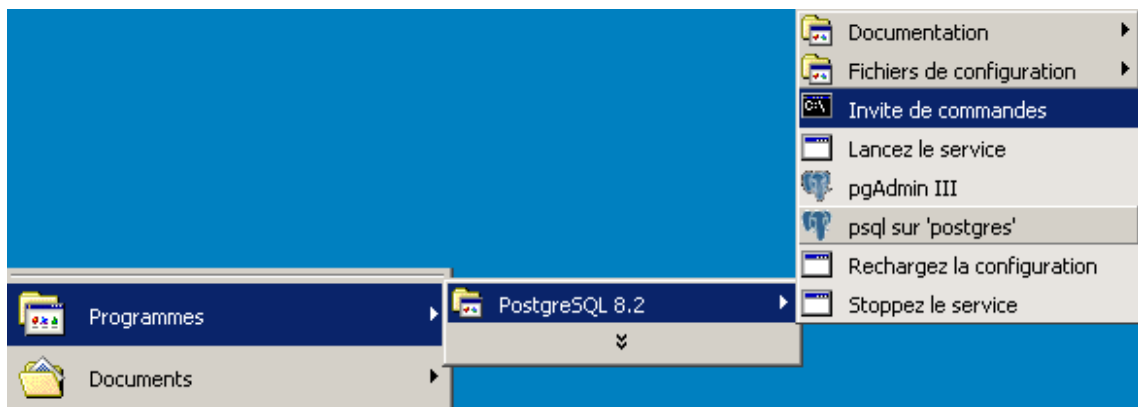 Documentation
Fichiers de configuration
Invite de commandes
Lancez le service
pgAdmin III
psql sur 'postgres'
Rechargez la configuration
Stoppez le service
PostgreSQL 8.2
Programmes
Documents